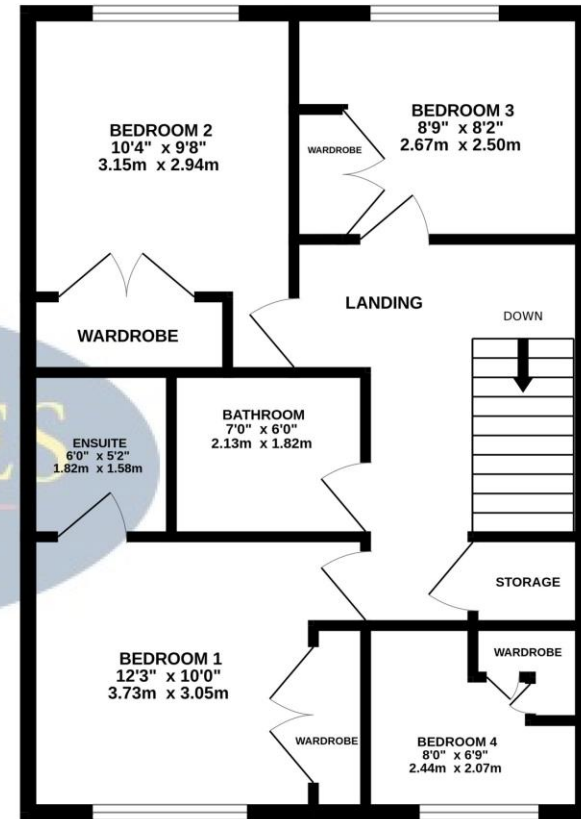 BEDROOM 2
10'4" x 9'8"
3.15m x 2.94m
BEDROOM 3
8'9" x 8'2"
2.67m x 2.50m
WARDROBE
LANDING
DOWN
WARDROBE
ENSUITE
6'0" x 5'2"
1.82m x 1.58m
BATHROOM
7'0" x 6'0"
2.13m x 1.82m
STORAGE
BEDROOM 1
12'3" x 10'0"
3.73m x 3.05m
WARDROBE
WARDROBE
BEDROOM 4
8'0" x 6'9"
2.44m x 2.07m